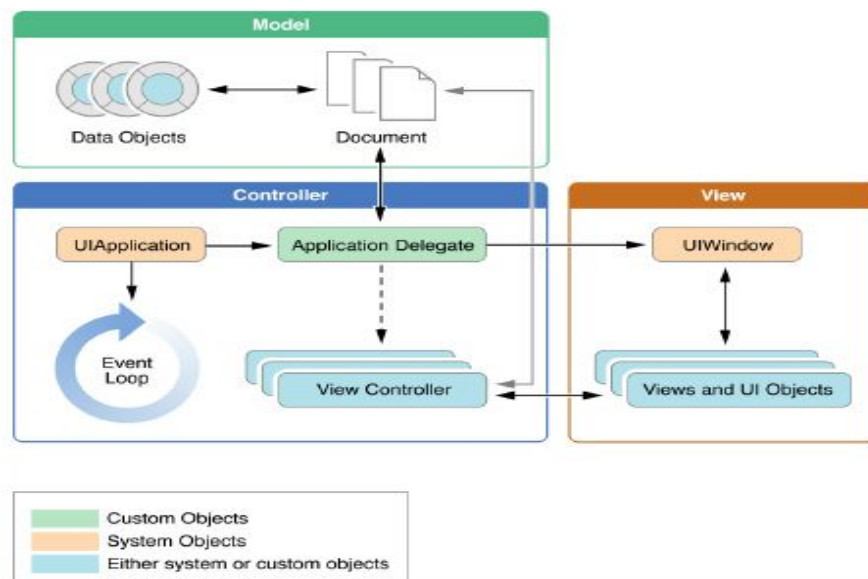 Model
Data Objects
Document
Controller
View
UIApplication
Application Delegate
UIWindow
Event
Loop
View Controller
Views and UI Objects
Custom Objects
System Objects
Either system or custom objects